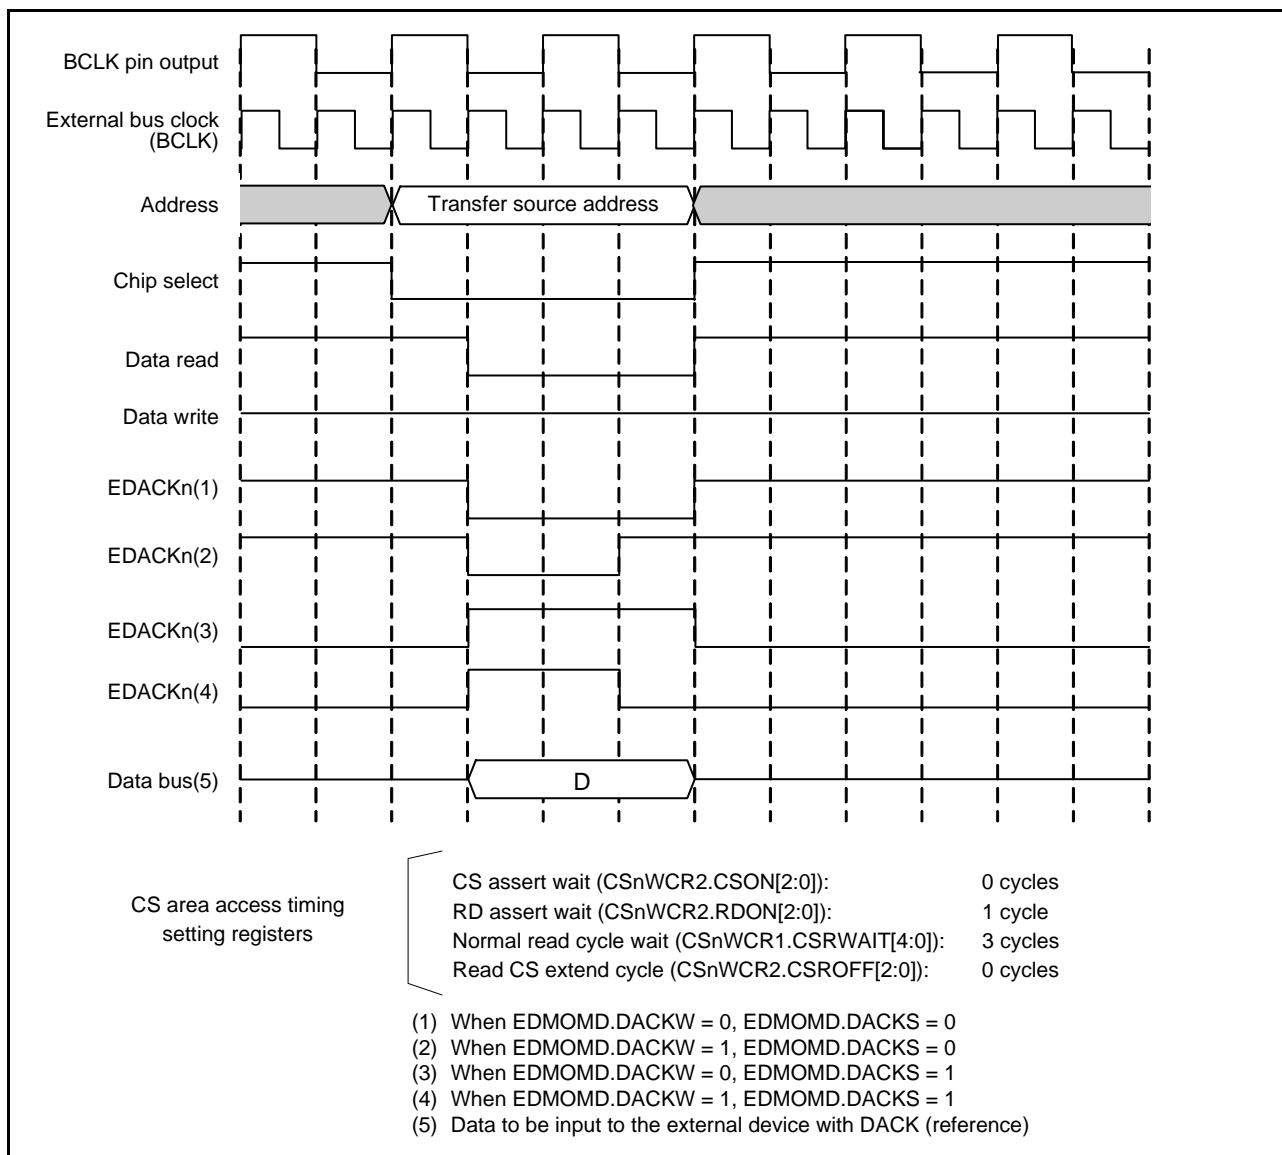 BCLK pin output
External bus clock
(BCLK)
Address
Transfer source address
Chip select
Data read
Data write
EDACKn(1)
EDACKn(2)
EDACKn(3)
EDACKn(4)
Data bus(5)
D
CS area access timing
setting registers
CS assert wait (CSnWCR2.CSON[2:0]): 0 cycles
RD assert wait (CSnWCR2.RDON[2:0]): 1 cycle
Normal read cycle wait (CSnWCR1.CSRWAIT[4:0]): 3 cycles
Read CS extend cycle (CSnWCR2.CSROFF[2:0]): 0 cycles
(1) When EDMOMD.DACKW = 0, EDMOMD.DACKS = 0
(2) When EDMOMD.DACKW = 1, EDMOMD.DACKS = 0
(3) When EDMOMD.DACKW = 0, EDMOMD.DACKS = 1
(4) When EDMOMD.DACKW = 1, EDMOMD.DACKS = 1
(5) Data to be input to the external device with DACK (reference)